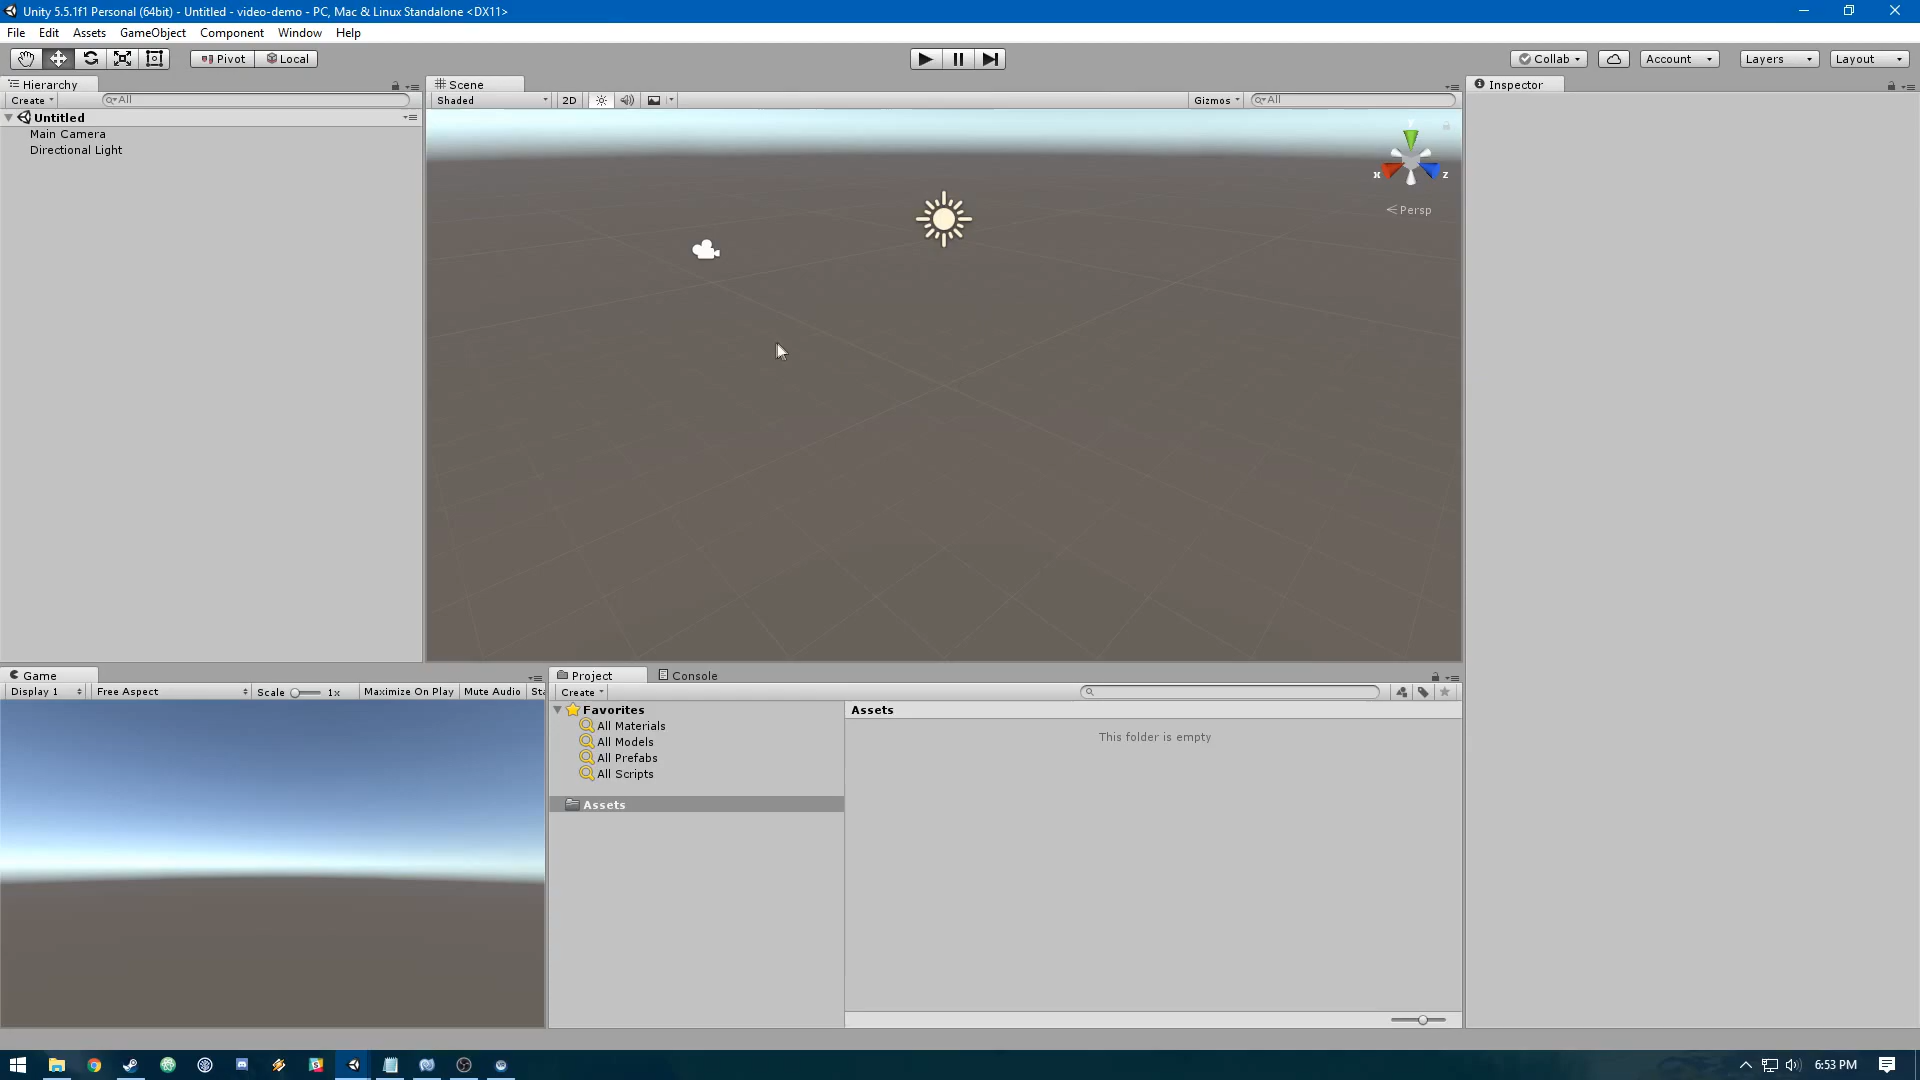 Unity 5.5.1f1 Personal (64bit) - Untitled - video-demo - PC, Mac & Linux Standalone <DX11>
File Edit Assets GameObject Component Window Help
Pivot Local Collab Account Layers Layout
Hierarchy
Create All
Untitled
Main Camera
Directional Light
Scene
Shaded 2D Gizmos All
y
x z
Persp
Inspector
Game
Display 1 Free Aspect Scale 1x Maximize On Play Mute Audio Sta
Project Console
Create
Favorites
All Materials
All Models
All Prefabs
All Scripts
Assets
Assets
This folder is empty
6:53 PM